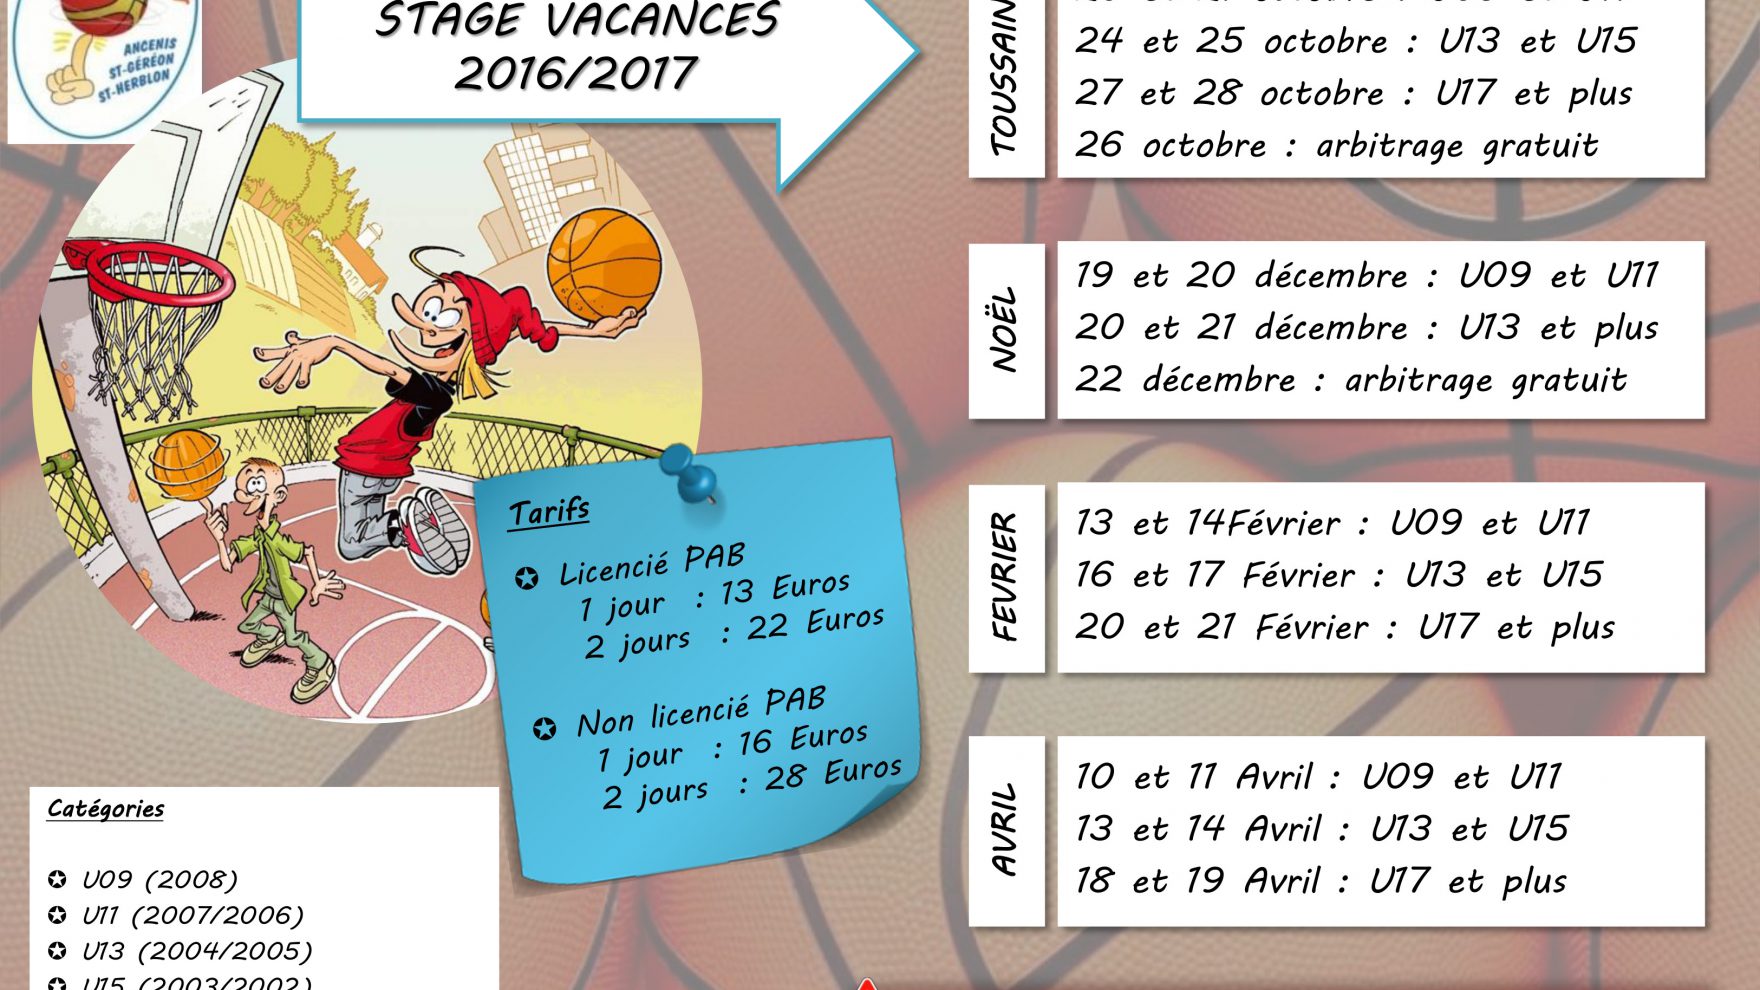 ANCENIS
ST-GÉRÉON
ST-HERBLON
STAGE VACANCES
2016/2017
TOUSSAIN
24 et 25 octobre : U13 et U15
27 et 28 octobre : U17 et plus
26 octobre : arbitrage gratuit
NOËL
19 et 20 décembre : U09 et U11
20 et 21 décembre : U13 et plus
22 décembre : arbitrage gratuit
FEVRIER
13 et 14Février : U09 et U11
16 et 17 Février : U13 et U15
20 et 21 Février : U17 et plus
AVRIL
10 et 11 Avril : U09 et U11
13 et 14 Avril : U13 et U15
18 et 19 Avril : U17 et plus
Tarifs
Licencié PAB
1 jour : 13 Euros
2 jours : 22 Euros
Non licencié PAB
1 jour : 16 Euros
2 jours : 28 Euros
Catégories
U09 (2008)
U11 (2007/2006)
U13 (2004/2005)
U15 (2003/2002)